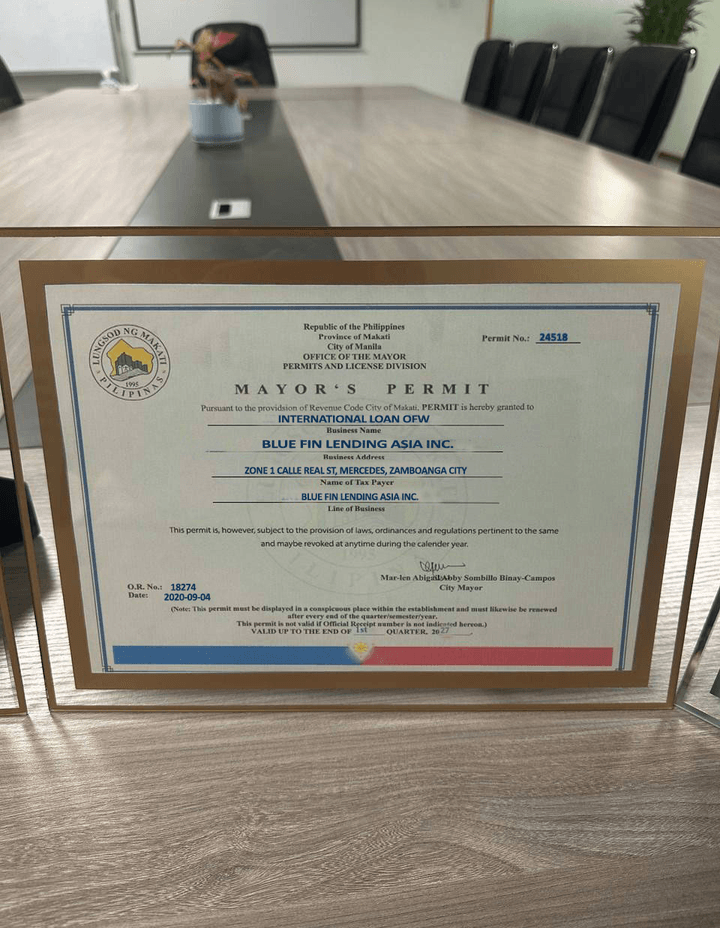 LUNGSOD NG MAKATI
1995
PILIPINAS
Republic of the Philippines
Province of Makati
City of Manila
OFFICE OF THE MAYOR
PERMITS AND LICENSE DIVISION
Permit No.: 24518
MAYOR‘S PERMIT
Pursuant to the providsion of Revenue Code City of Makati, PERMIT is hereby granted to
INTERNATIONAL LOAN OFW
Business Name
BLUE FIN LENDING ASIA INC.
Business Address
ZONE 1 CALLE REAL ST, MERCEDES, ZAMBOANGA CITY
Name of Tax Payer
BLUE FIN LENDING ASIA INC.
Line of Business
This permit is, however, subject to the provision of laws, ordinances and regulations pertinent to the same
and maybe revoked at anytime during the calender year.
Mar-len Abigail Abby Sombillo Binay-Campos
City Mayor
O.R. No.: 18274
Date: 2020-09-04
(Note: This permit must be displayed in a conspicuous place within the establishment and must likewise be renewed
after every end of the quarter/semester/year.
This permit is not valid if Official Receipt number is not indicated hereon.)
VALID UP TO THE END OF 1st QUARTER, 2027